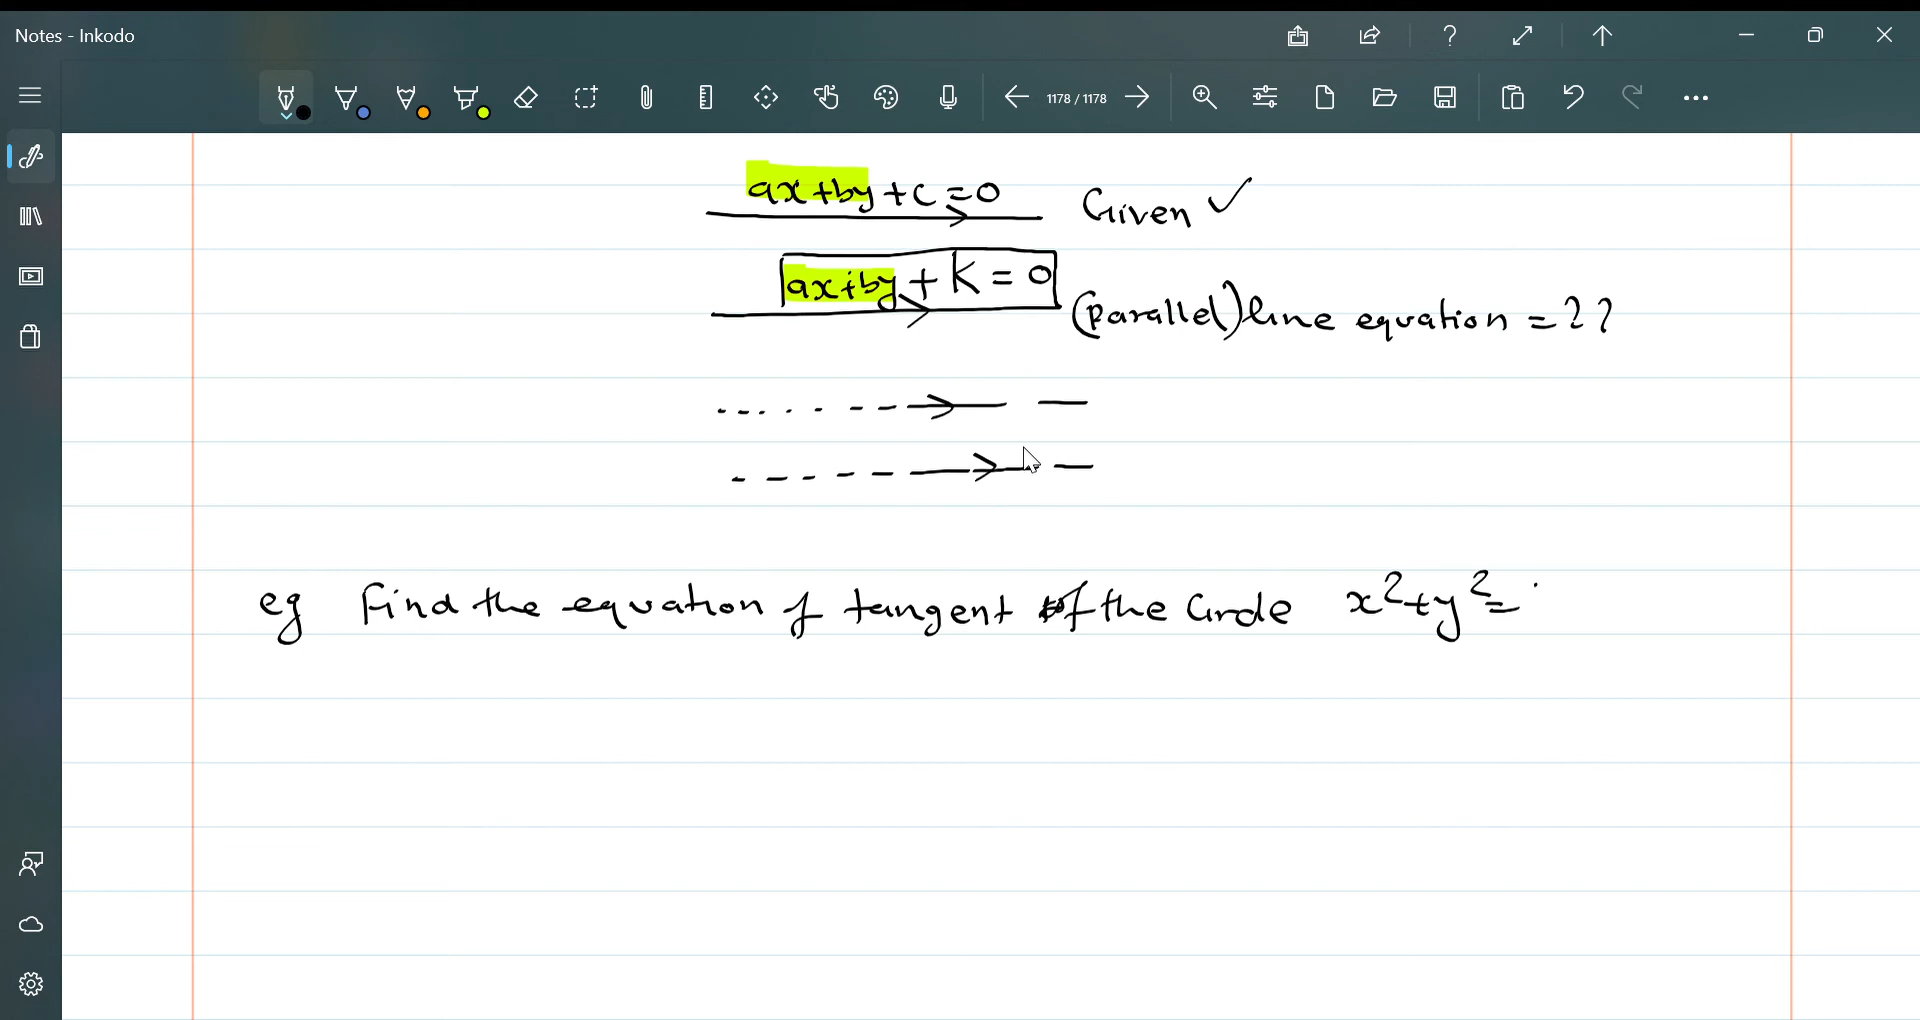 Notes - Inkodo
1178 / 1178
ax+by+c=0 Given ✓
ax+by+K=0
(parallel) line equation = ??
eg Find the equation of tangent of the Circle x²+y²=